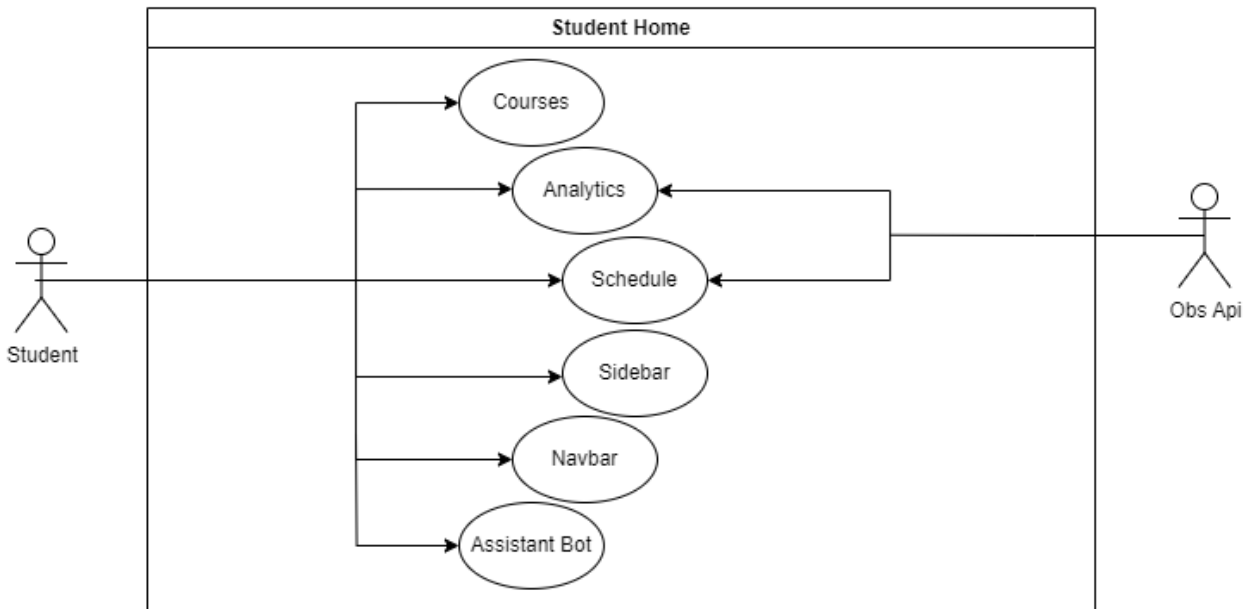 Student Home
Courses
Analytics
Schedule
Sidebar
Navbar
Assistant Bot
Student
Obs Api